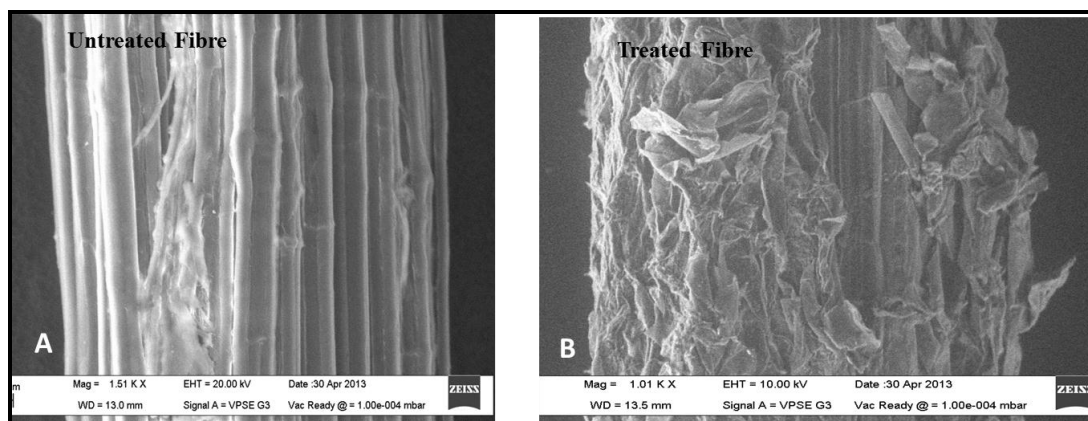 Untreated Fibre
A
m
Mag = 1.51 K X EHT = 20.00 kV Date :30 Apr 2013
WD = 13.0 mm Signal A = VPSE G3 Vac Ready @ = 1.00e-004 mbar
ZEISS
Treated Fibre
B
Mag = 1.01 K X EHT = 10.00 kV Date :30 Apr 2013
WD = 13.5 mm Signal A = VPSE G3 Vac Ready @ = 1.00e-004 mbar
ZEISS